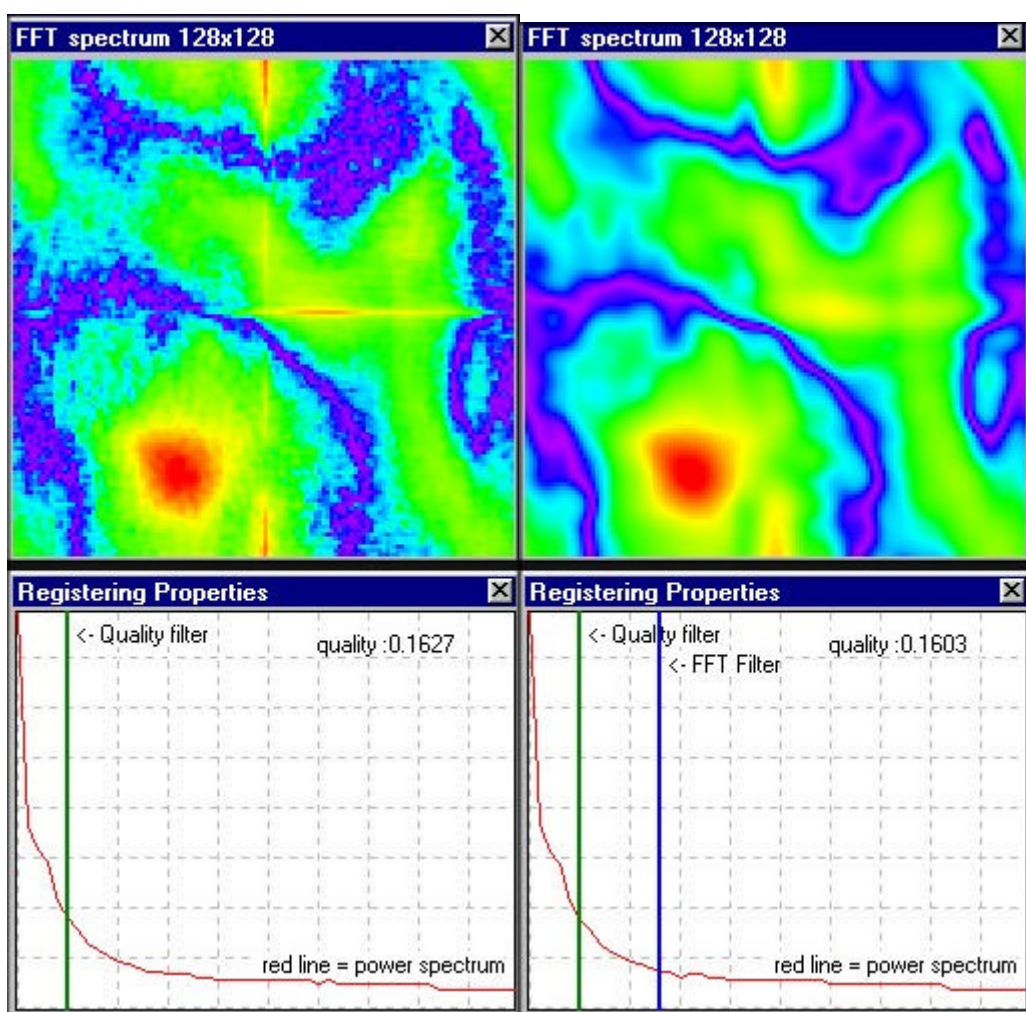 FFT spectrum 128x128
FFT spectrum 128x128
Registering Properties
<- Quality filter
quality :0.1627
red line = power spectrum
Registering Properties
<- Quality filter
quality :0.1603
<- FFT Filter
red line = power spectrum